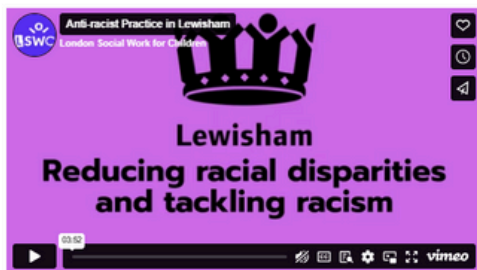 Anti-racist Practice in Lewisham
LSWC
London Social Work for Children
Lewisham
Reducing racial disparities
and tackling racism
03:52
vimeo